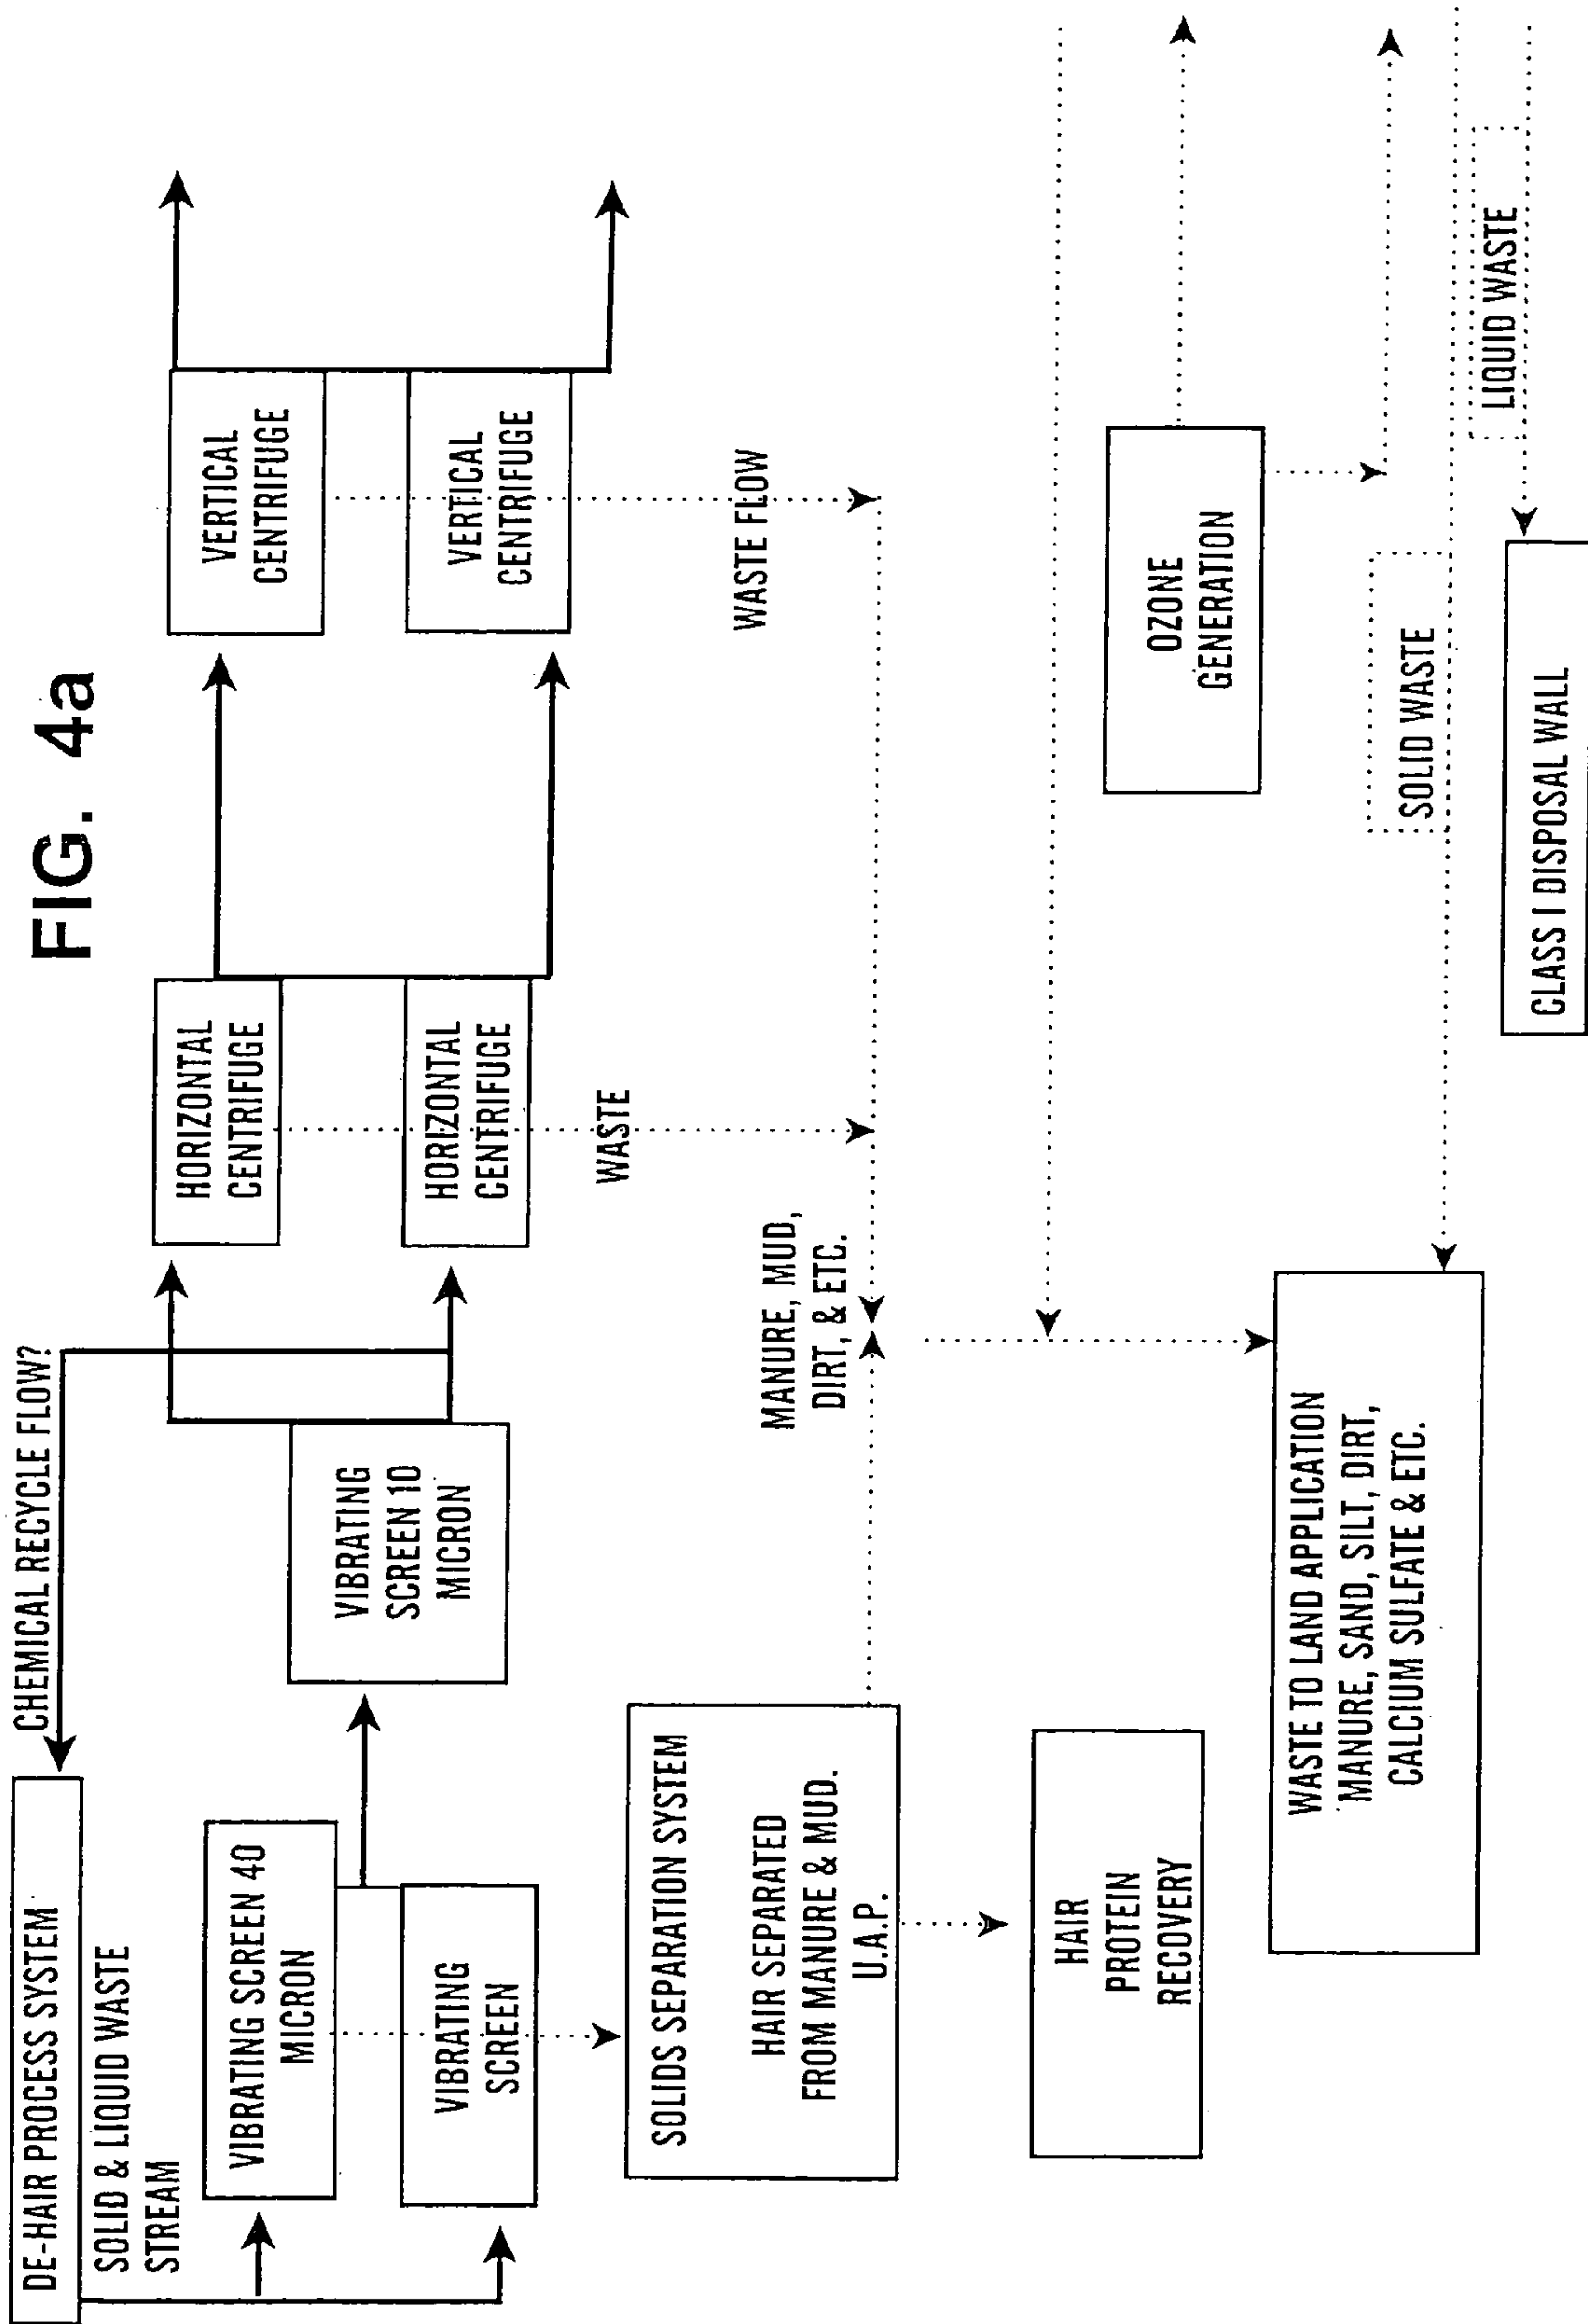 FIG. 4a
DE-HAIR PROCESS SYSTEM
CHEMICAL RECYCLE FLOW?
SOLID & LIQUID WASTE
STREAM
VIBRATING SCREEN 40
MICRON
VIBRATING
SCREEN
VIBRATING
SCREEN 10
MICRON
HORIZONTAL
CENTRIFUGE
HORIZONTAL
CENTRIFUGE
VERTICAL
CENTRIFUGE
VERTICAL
CENTRIFUGE
WASTE
WASTE FLOW
SOLIDS SEPARATION SYSTEM
HAIR SEPARATED
FROM MANURE & MUD.
U.A.P.
MANURE, MUD,
DIRT, & ETC.
HAIR
PROTEIN
RECOVERY
OZONE
GENERATION
WASTE TO LAND APPLICATION
MANURE, SAND, SILT, DIRT,
CALCIUM SULFATE & ETC.
SOLID WASTE
LIQUID WASTE
CLASS I DISPOSAL WALL